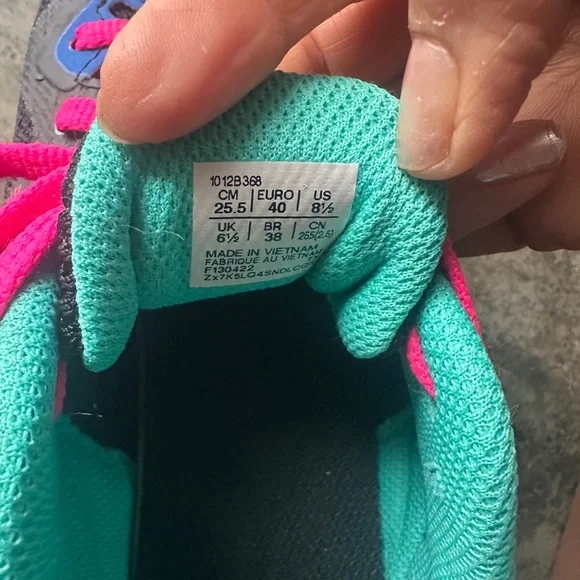 1012B368
CM EURO US
25.5 40 8½
UK BR CN
6½ 38 255(2.5)
MADE IN VIETNAM
FABRIQUE AU VIETNAM
F130422